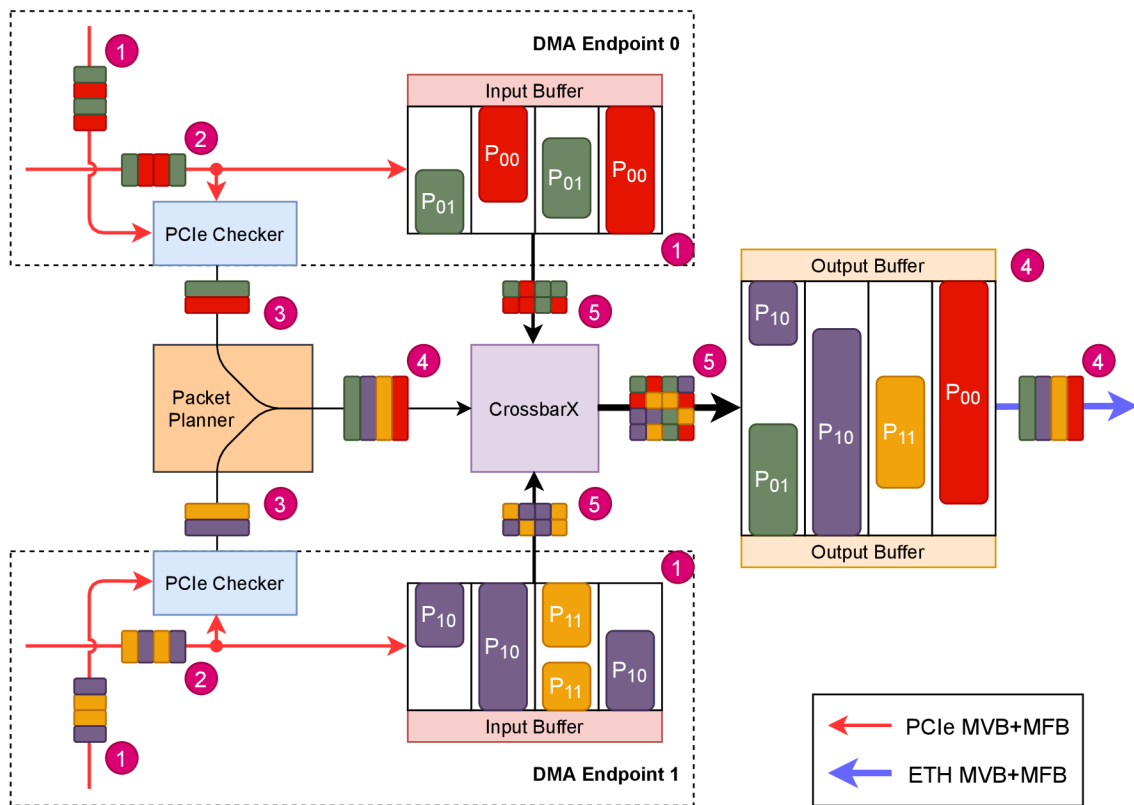 1
DMA Endpoint 0
2
Input Buffer
P01
P00
P01
P00
PCIe Checker
1
3
5
Output Buffer
4
Packet
Planner
4
CrossbarX
5
4
P10
P10
P11
P00
P01
3
5
Output Buffer
PCIe Checker
1
2
P10
P10
P11
P11
P10
Input Buffer
1
DMA Endpoint 1
PCIe MVB+MFB
ETH MVB+MFB